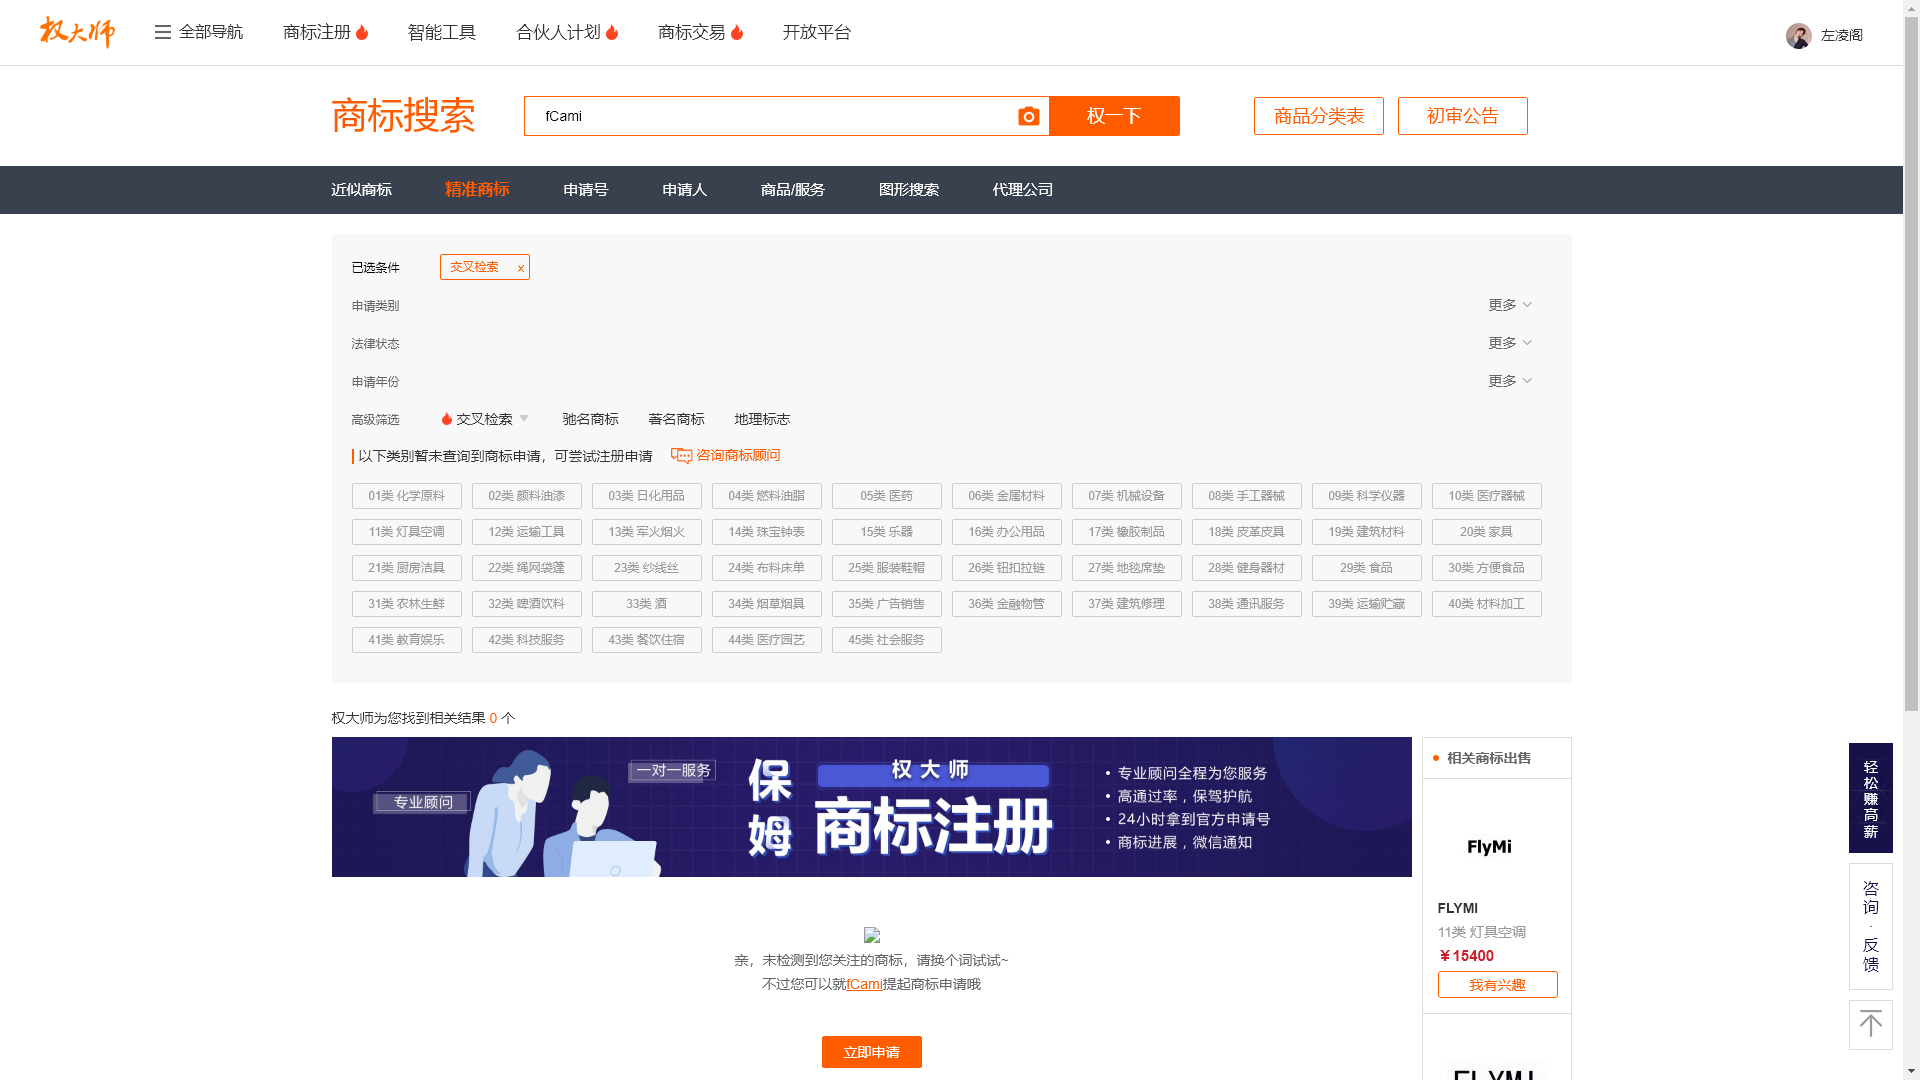 权大师
全部导航
商标注册
智能工具
合伙人计划
商标交易
开放平台
左凌阁
商标搜索
fCami
权一下
商品分类表
初审公告
近似商标
精准商标
申请号
申请人
商品/服务
图形搜索
代理公司
已选条件
交叉检索 x
申请类别
更多
法律状态
更多
申请年份
更多
高级筛选
交叉检索
驰名商标
著名商标
地理标志
以下类别暂未查询到商标申请，可尝试注册申请
咨询商标顾问
01类 化学原料
02类 颜料油漆
03类 日化用品
04类 燃料油脂
05类 医药
06类 金属材料
07类 机械设备
08类 手工器械
09类 科学仪器
10类 医疗器械
11类 灯具空调
12类 运输工具
13类 军火烟火
14类 珠宝钟表
15类 乐器
16类 办公用品
17类 橡胶制品
18类 皮革皮具
19类 建筑材料
20类 家具
21类 厨房洁具
22类 绳网袋蓬
23类 纱线丝
24类 布料床单
25类 服装鞋帽
26类 钮扣拉链
27类 地毯席垫
28类 健身器材
29类 食品
30类 方便食品
31类 农林生鲜
32类 啤酒饮料
33类 酒
34类 烟草烟具
35类 广告销售
36类 金融物管
37类 建筑修理
38类 通讯服务
39类 运输贮藏
40类 材料加工
41类 教育娱乐
42类 科技服务
43类 餐饮住宿
44类 医疗园艺
45类 社会服务
权大师为您找到相关结果 0 个
专业顾问
一对一服务
保姆
权大师
商标注册
• 专业顾问全程为您服务
• 高通过率，保驾护航
• 24小时拿到官方申请号
• 商标进展，微信通知
相关商标出售
FlyMi
FLYMI
11类 灯具空调
￥15400
我有兴趣
FLYMI
亲，未检测到您关注的商标，请换个词试试~
不过您可以就fCami提起商标申请哦
立即申请
轻松赚高薪
咨询·反馈